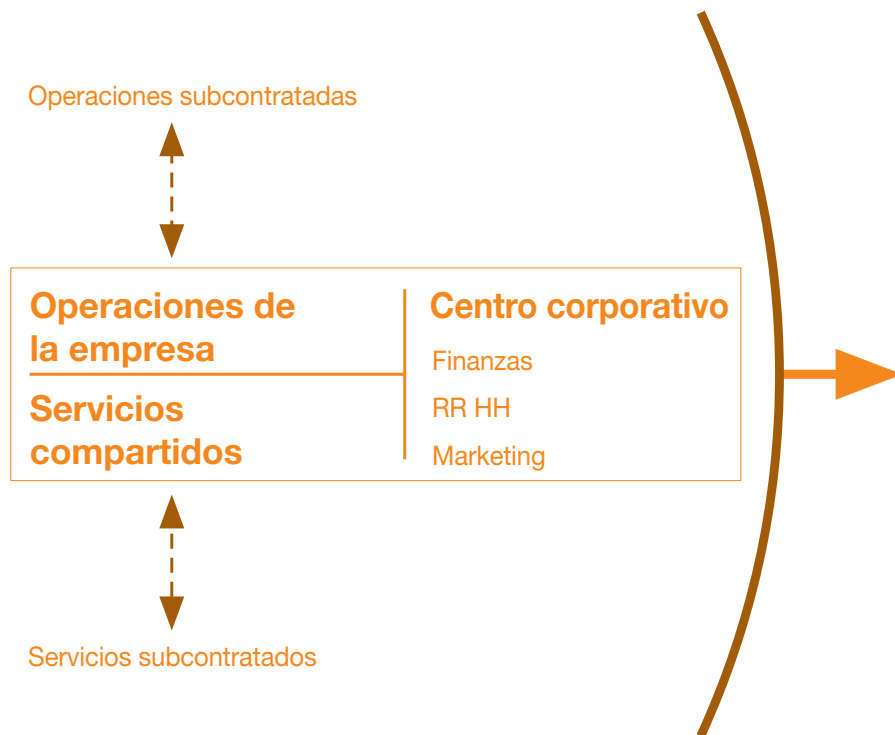 Operaciones subcontratadas
Operaciones de
la empresa
Servicios
compartidos
Centro corporativo
Finanzas
RR HH
Marketing
Servicios subcontratados